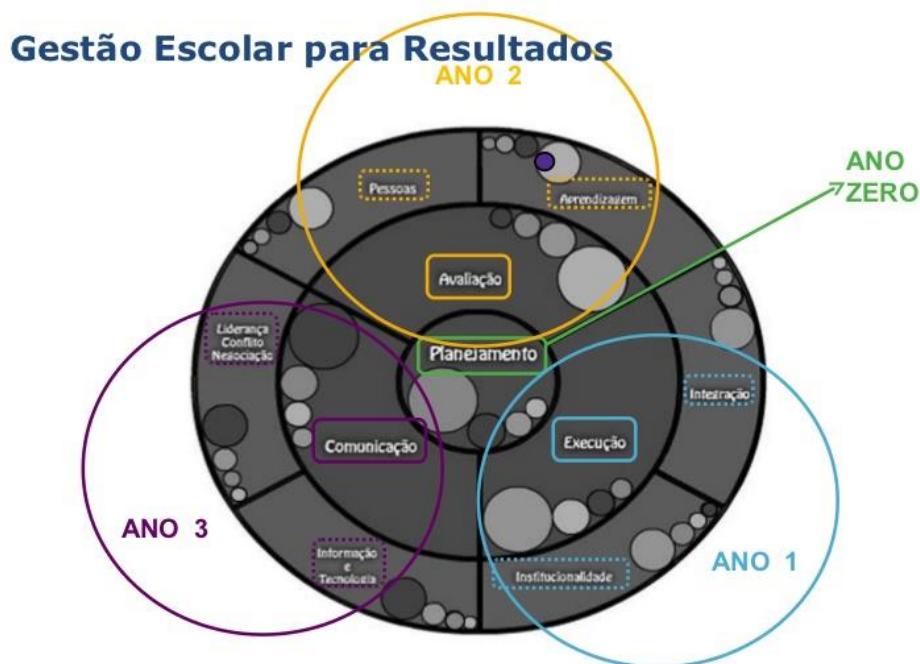 Gestão Escolar para Resultados
ANO 2
ANO
ZERO
Pessoas
Aprendizagem
Avaliação
Liderança
Conflito
Negociação
Planejamento
Integração
Comunicação
Execução
ANO 3
Informação
e
Tecnologia
Institucionalidade
ANO 1